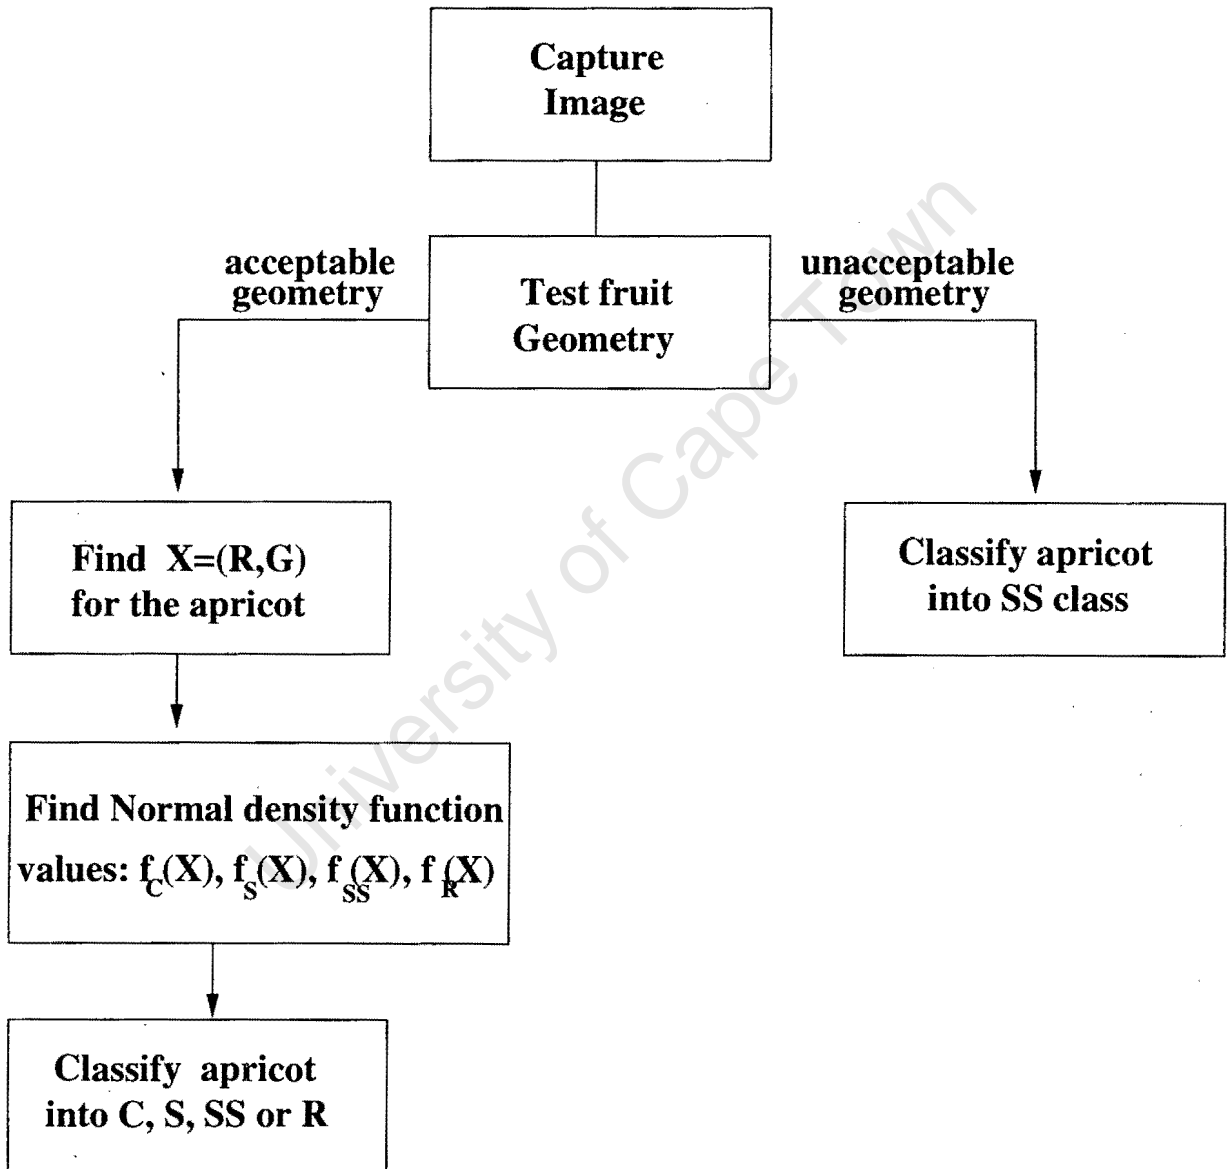 Capture
Image
acceptable
geometry
Test fruit
Geometry
unacceptable
geometry
Find X=(R,G)
for the apricot
Classify apricot
into SS class
Find Normal density function
values: f_C(X), f_S(X), f_SS(X), f_R(X)
Classify apricot
into C, S, SS or R
University of Cape Town